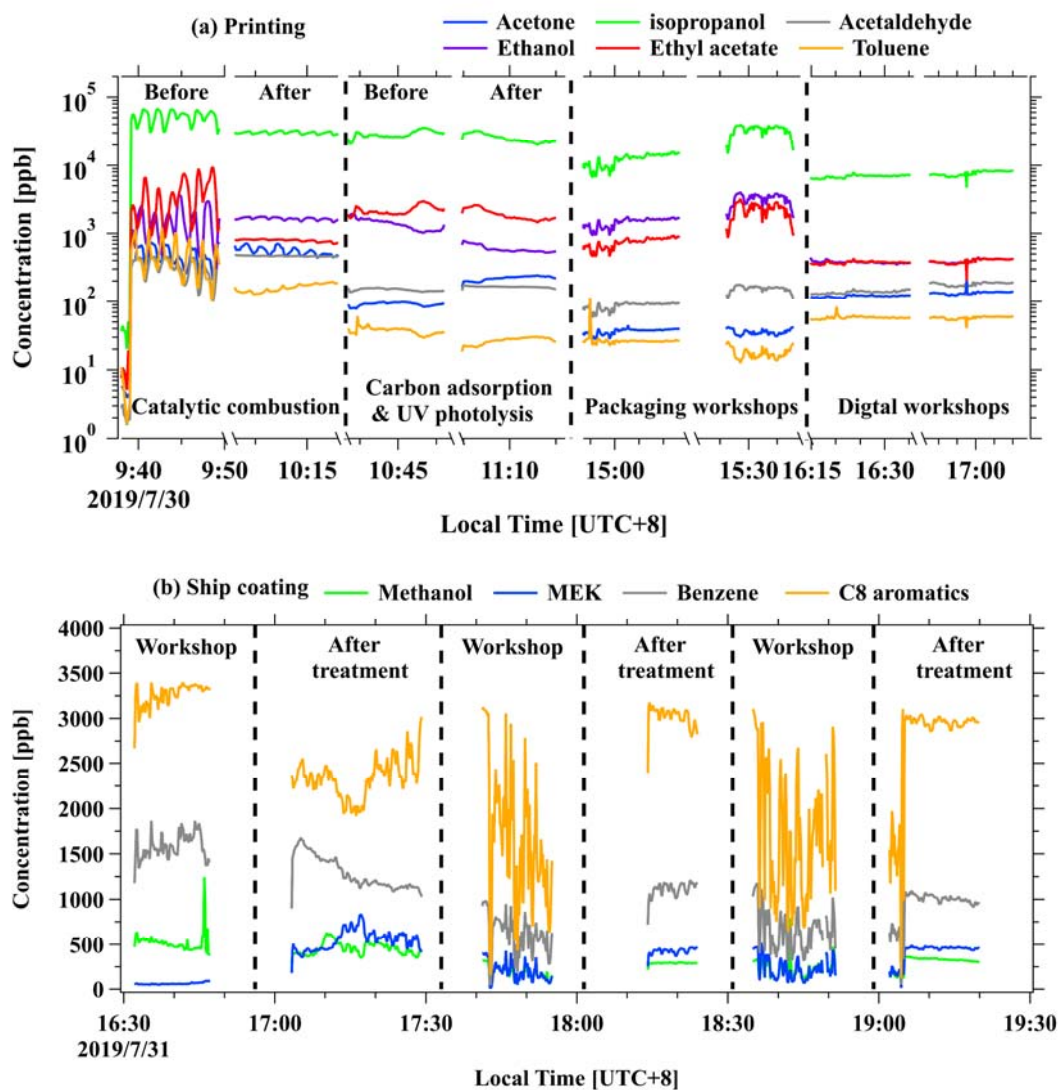 (a) Printing
Acetone isopropanol Acetaldehyde
Ethanol Ethyl acetate Toluene
Before After Before After
10^5
10^4
10^3
10^2
10^1
10^0
Concentration [ppb]
Catalytic combustion
Carbon adsorption
& UV photolysis
Packaging workshops
Digtal workshops
9:40 9:50 10:15 10:45 11:10 15:00 15:30 16:15 16:30 17:00
2019/7/30
Local Time [UTC+8]
(b) Ship coating Methanol MEK Benzene C8 aromatics
Workshop
After
treatment
Workshop
After
treatment
Workshop
After
treatment
4000
3500
3000
2500
2000
1500
1000
500
0
Concentration [ppb]
16:30 17:00 17:30 18:00 18:30 19:00 19:30
2019/7/31
Local Time [UTC+8]